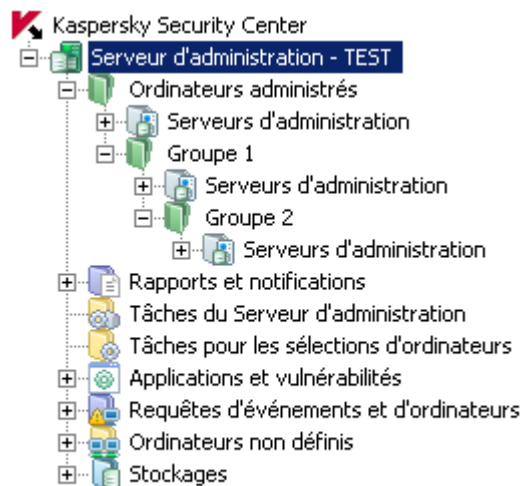 Kaspersky Security Center
Serveur d'administration - TEST
Ordinateurs administrés
Serveurs d'administration
Groupe 1
Serveurs d'administration
Groupe 2
Serveurs d'administration
Rapports et notifications
Tâches du Serveur d'administration
Tâches pour les sélections d'ordinateurs
Applications et vulnérabilités
Requêtes d'événements et d'ordinateurs
Ordinateurs non définis
Stockages